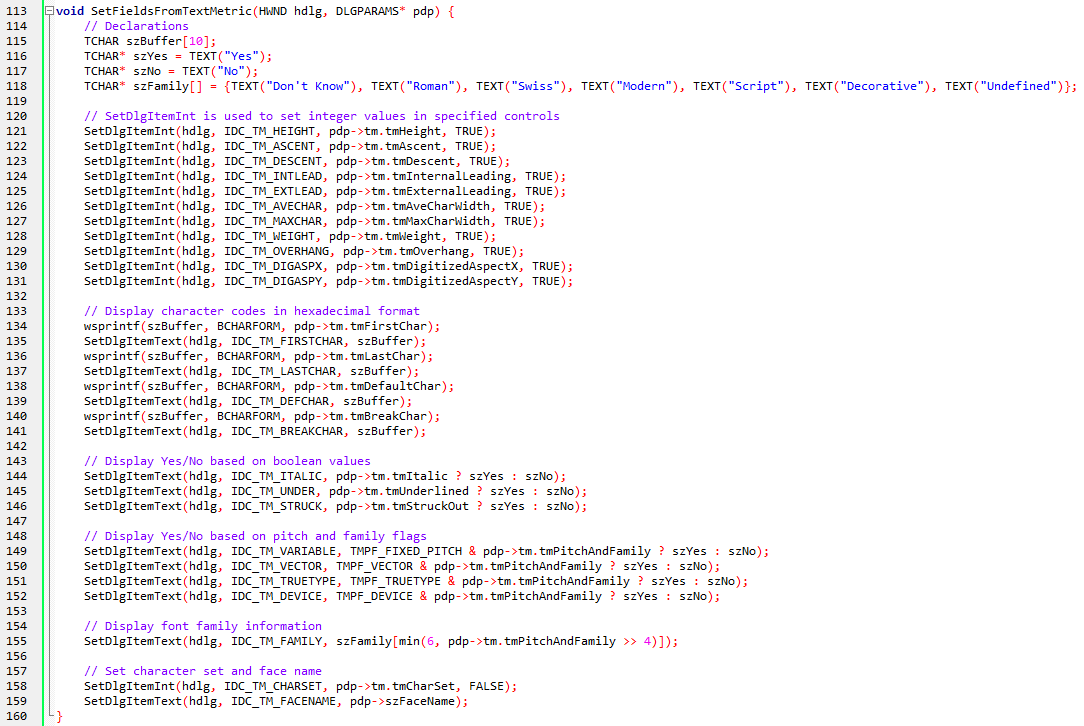 113 void SetFieldsFromTextMetric(HWND hdlg, DLGPARAMS* pdp) {
114     // Declarations
115     TCHAR szBuffer[10];
116     TCHAR* szYes = TEXT("Yes");
117     TCHAR* szNo = TEXT("No");
118     TCHAR* szFamily[] = {TEXT("Don't Know"), TEXT("Roman"), TEXT("Swiss"), TEXT("Modern"), TEXT("Script"), TEXT("Decorative"), TEXT("Undefined")};
119
120     // SetDlgItemInt is used to set integer values in specified controls
121     SetDlgItemInt(hdlg, IDC_TM_HEIGHT, pdp->tm.tmHeight, TRUE);
122     SetDlgItemInt(hdlg, IDC_TM_ASCENT, pdp->tm.tmAscent, TRUE);
123     SetDlgItemInt(hdlg, IDC_TM_DESCENT, pdp->tm.tmDescent, TRUE);
124     SetDlgItemInt(hdlg, IDC_TM_INTLEAD, pdp->tm.tmInternalLeading, TRUE);
125     SetDlgItemInt(hdlg, IDC_TM_EXTLEAD, pdp->tm.tmExternalLeading, TRUE);
126     SetDlgItemInt(hdlg, IDC_TM_AVECHAR, pdp->tm.tmAveCharWidth, TRUE);
127     SetDlgItemInt(hdlg, IDC_TM_MAXCHAR, pdp->tm.tmMaxCharWidth, TRUE);
128     SetDlgItemInt(hdlg, IDC_TM_WEIGHT, pdp->tm.tmWeight, TRUE);
129     SetDlgItemInt(hdlg, IDC_TM_OVERHANG, pdp->tm.tmOverhang, TRUE);
130     SetDlgItemInt(hdlg, IDC_TM_DIGASPX, pdp->tm.tmDigitizedAspectX, TRUE);
131     SetDlgItemInt(hdlg, IDC_TM_DIGASPY, pdp->tm.tmDigitizedAspectY, TRUE);
132
133     // Display character codes in hexadecimal format
134     wsprintf(szBuffer, BCHARFORM, pdp->tm.tmFirstChar);
135     SetDlgItemText(hdlg, IDC_TM_FIRSTCHAR, szBuffer);
136     wsprintf(szBuffer, BCHARFORM, pdp->tm.tmLastChar);
137     SetDlgItemText(hdlg, IDC_TM_LASTCHAR, szBuffer);
138     wsprintf(szBuffer, BCHARFORM, pdp->tm.tmDefaultChar);
139     SetDlgItemText(hdlg, IDC_TM_DEFCHAR, szBuffer);
140     wsprintf(szBuffer, BCHARFORM, pdp->tm.tmBreakChar);
141     SetDlgItemText(hdlg, IDC_TM_BREAKCHAR, szBuffer);
142
143     // Display Yes/No based on boolean values
144     SetDlgItemText(hdlg, IDC_TM_ITALIC, pdp->tm.tmItalic ? szYes : szNo);
145     SetDlgItemText(hdlg, IDC_TM_UNDER, pdp->tm.tmUnderlined ? szYes : szNo);
146     SetDlgItemText(hdlg, IDC_TM_STRUCK, pdp->tm.tmStruckOut ? szYes : szNo);
147
148     // Display Yes/No based on pitch and family flags
149     SetDlgItemText(hdlg, IDC_TM_VARIABLE, TMPF_FIXED_PITCH & pdp->tm.tmPitchAndFamily ? szYes : szNo);
150     SetDlgItemText(hdlg, IDC_TM_VECTOR, TMPF_VECTOR & pdp->tm.tmPitchAndFamily ? szYes : szNo);
151     SetDlgItemText(hdlg, IDC_TM_TRUETYPE, TMPF_TRUETYPE & pdp->tm.tmPitchAndFamily ? szYes : szNo);
152     SetDlgItemText(hdlg, IDC_TM_DEVICE, TMPF_DEVICE & pdp->tm.tmPitchAndFamily ? szYes : szNo);
153
154     // Display font family information
155     SetDlgItemText(hdlg, IDC_TM_FAMILY, szFamily[min(6, pdp->tm.tmPitchAndFamily >> 4)]);
156
157     // Set character set and face name
158     SetDlgItemInt(hdlg, IDC_TM_CHARSET, pdp->tm.tmCharSet, FALSE);
159     SetDlgItemText(hdlg, IDC_TM_FACENAME, pdp->szFaceName);
160 }